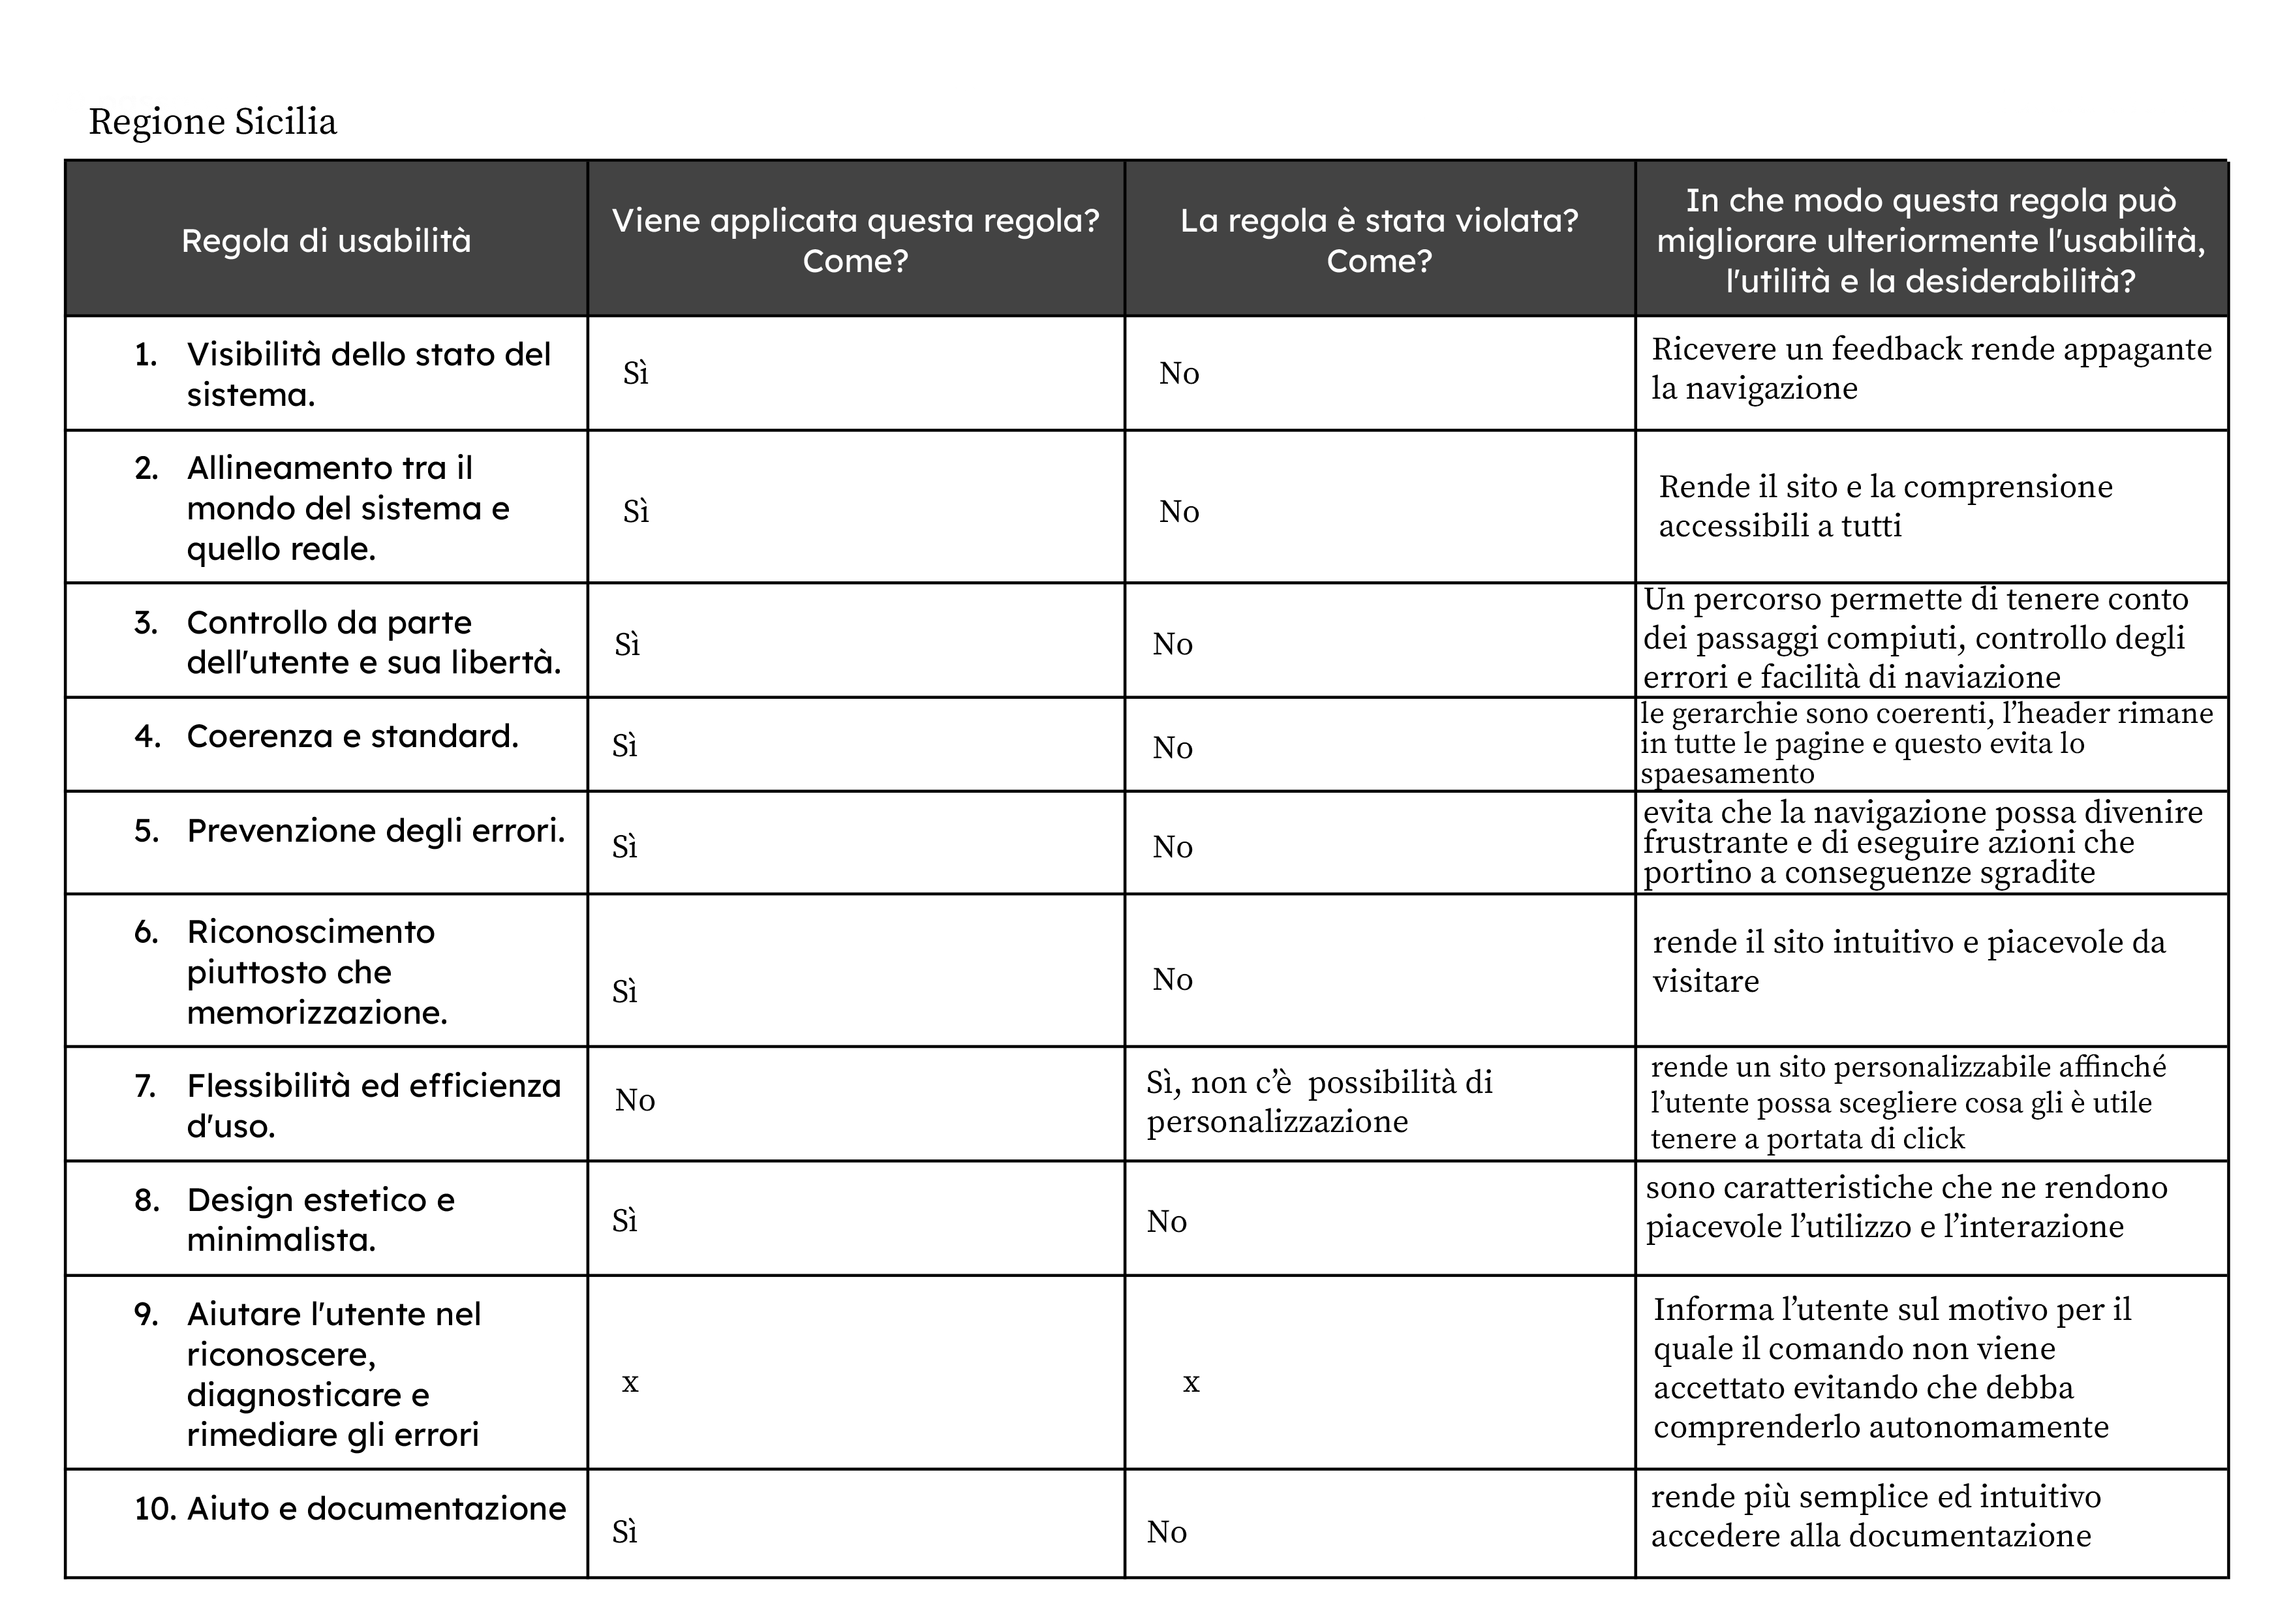 Regione Sicilia
Regola di usabilità
Viene applicata questa regola?
Come?
La regola è stata violata?
Come?
In che modo questa regola può
migliorare ulteriormente l'usabilità,
l'utilità e la desiderabilità?
1. Visibilità dello stato del
sistema.
Sì
No
Ricevere un feedback rende appagante
la navigazione
2. Allineamento tra il
mondo del sistema e
quello reale.
Sì
No
Rende il sito e la comprensione
accessibili a tutti
3. Controllo da parte
dell'utente e sua libertà.
Sì
No
Un percorso permette di tenere conto
dei passaggi compiuti, controllo degli
errori e facilità di naviazione
4. Coerenza e standard.
Sì
No
le gerarchie sono coerenti, l’header rimane
in tutte le pagine e questo evita lo
spaesamento
5. Prevenzione degli errori.
Sì
No
evita che la navigazione possa divenire
frustrante e di eseguire azioni che
portino a conseguenze sgradite
6. Riconoscimento
piuttosto che
memorizzazione.
Sì
No
rende il sito intuitivo e piacevole da
visitare
7. Flessibilità ed efficienza
d'uso.
No
Sì, non c’è  possibilità di
personalizzazione
rende un sito personalizzabile affinché
l’utente possa scegliere cosa gli è utile
tenere a portata di click
8. Design estetico e
minimalista.
Sì
No
sono caratteristiche che ne rendono
piacevole l’utilizzo e l’interazione
9. Aiutare l'utente nel
riconoscere,
diagnosticare e
rimediare gli errori
x
x
Informa l’utente sul motivo per il
quale il comando non viene
accettato evitando che debba
comprenderlo autonomamente
10. Aiuto e documentazione
Sì
No
rende più semplice ed intuitivo
accedere alla documentazione